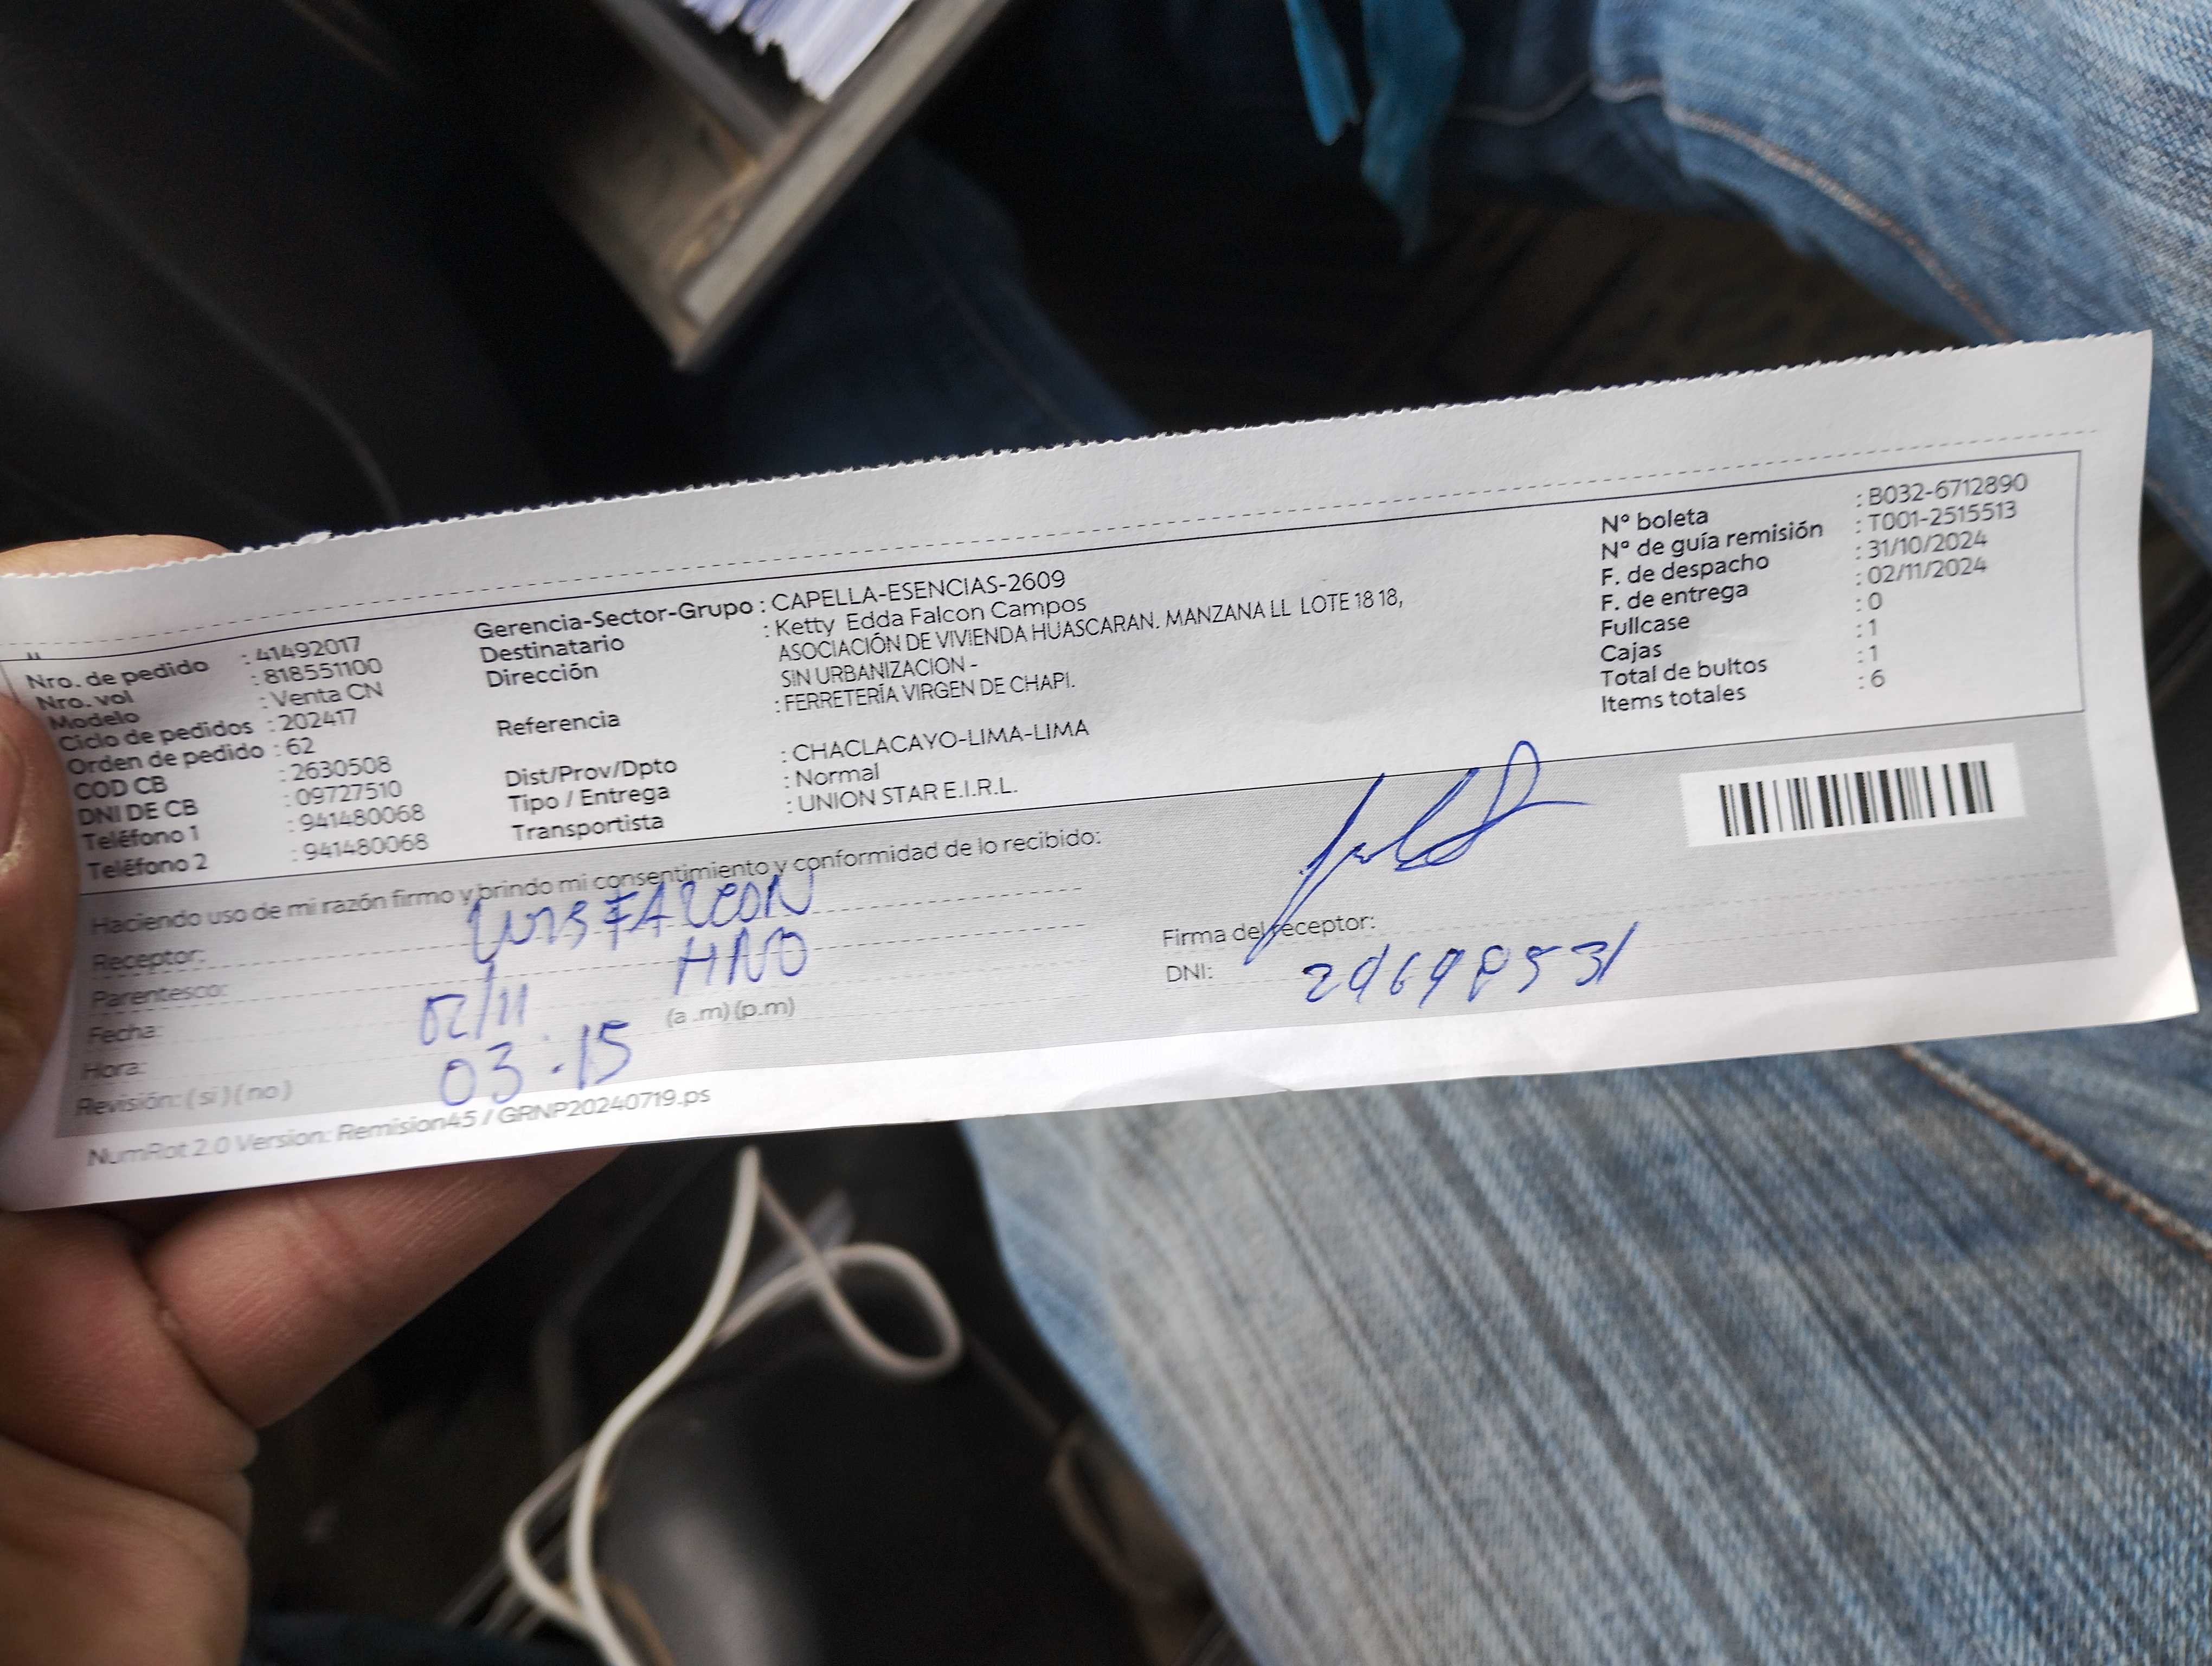 Nro. de pedido : 41492017
Nro. vol : 818551100
Modelo : Venta CN
Ciclo de pedidos : 202417
Orden de pedido : 62
COD CB : 2630508
DNI DE CB : 09727510
Teléfono 1 : 941480068
Teléfono 2 : 941480068
Gerencia-Sector-Grupo : CAPELLA-ESENCIAS-2609
Destinatario : Ketty Edda Falcon Campos
Dirección ASOCIACIÓN DE VIVIENDA HUASCARAN. MANZANA LL LOTE 18 18,
SIN URBANIZACION -
Referencia : FERRETERÍA VIRGEN DE CHAPI.
Dist/Prov/Dpto : CHACLACAYO-LIMA-LIMA
Tipo / Entrega : Normal
Transportista : UNION STAR E.I.R.L.
N° boleta : B032-6712890
N° de guía remisión : T001-2515513
F. de despacho : 31/10/2024
F. de entrega : 02/11/2024
Fullcase : 0
Cajas : 1
Total de bultos : 1
Items totales : 6
Haciendo uso de mi razón firmo y brindo mi consentimiento y conformidad de lo recibido:
Receptor: LUIS FALCON
Parentesco: HNO
Fecha: 02/11
Hora: 03:15 (a.m) (p.m)
Revisión: (si) (no)
Firma del receptor:
DNI:
NumRot 2.0 Version: Remision45 / GRNP20240719.ps